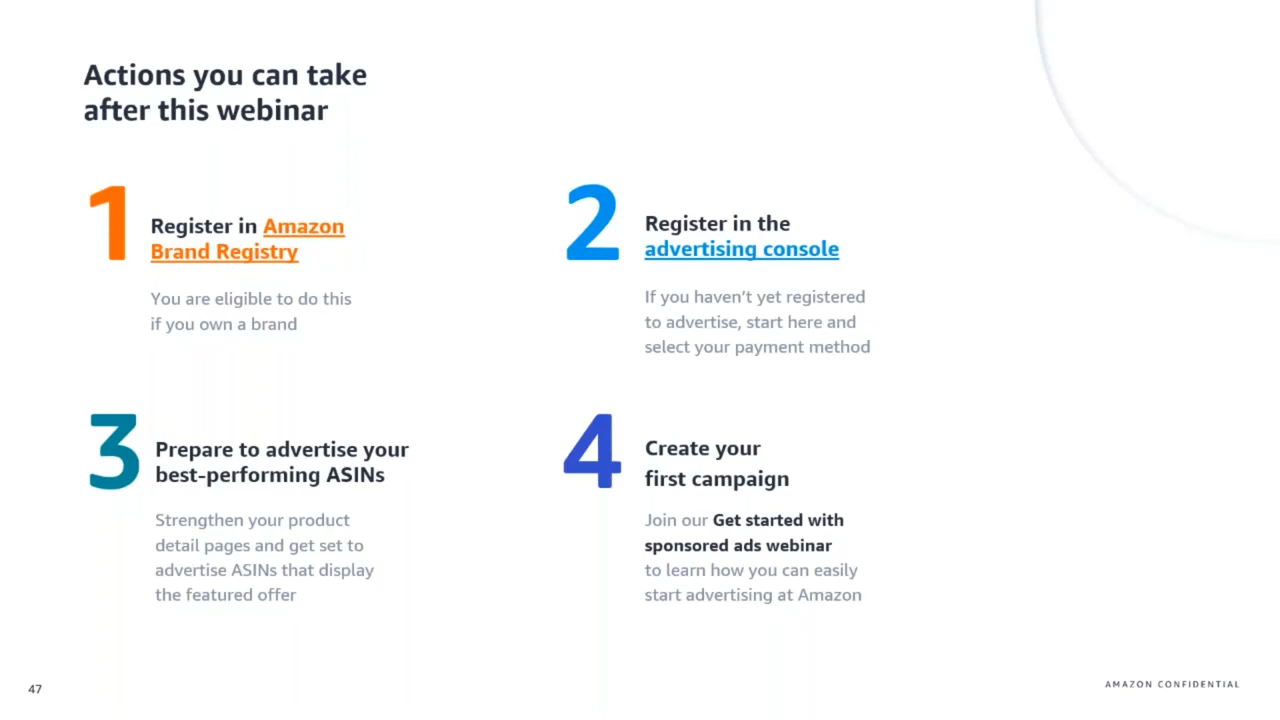 Actions you can take
after this webinar
1
Register in Amazon
Brand Registry
You are eligible to do this
if you own a brand
2
Register in the
advertising console
If you haven’t yet registered
to advertise, start here and
select your payment method
3
Prepare to advertise your
best-performing ASINs
Strengthen your product
detail pages and get set to
advertise ASINs that display
the featured offer
4
Create your
first campaign
Join our Get started with
sponsored ads webinar
to learn how you can easily
start advertising at Amazon
47
AMAZON CONFIDENTIAL